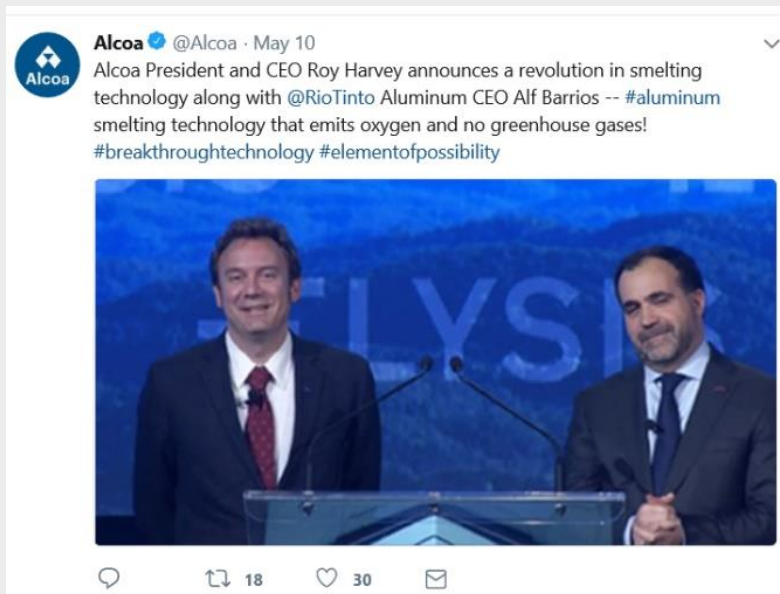 Alcoa @Alcoa · May 10
Alcoa
Alcoa President and CEO Roy Harvey announces a revolution in smelting
technology along with @RioTinto Aluminum CEO Alf Barrios -- #aluminum
smelting technology that emits oxygen and no greenhouse gases!
#breakthroughtechnology #elementofpossibility
ELYSIS
18 30